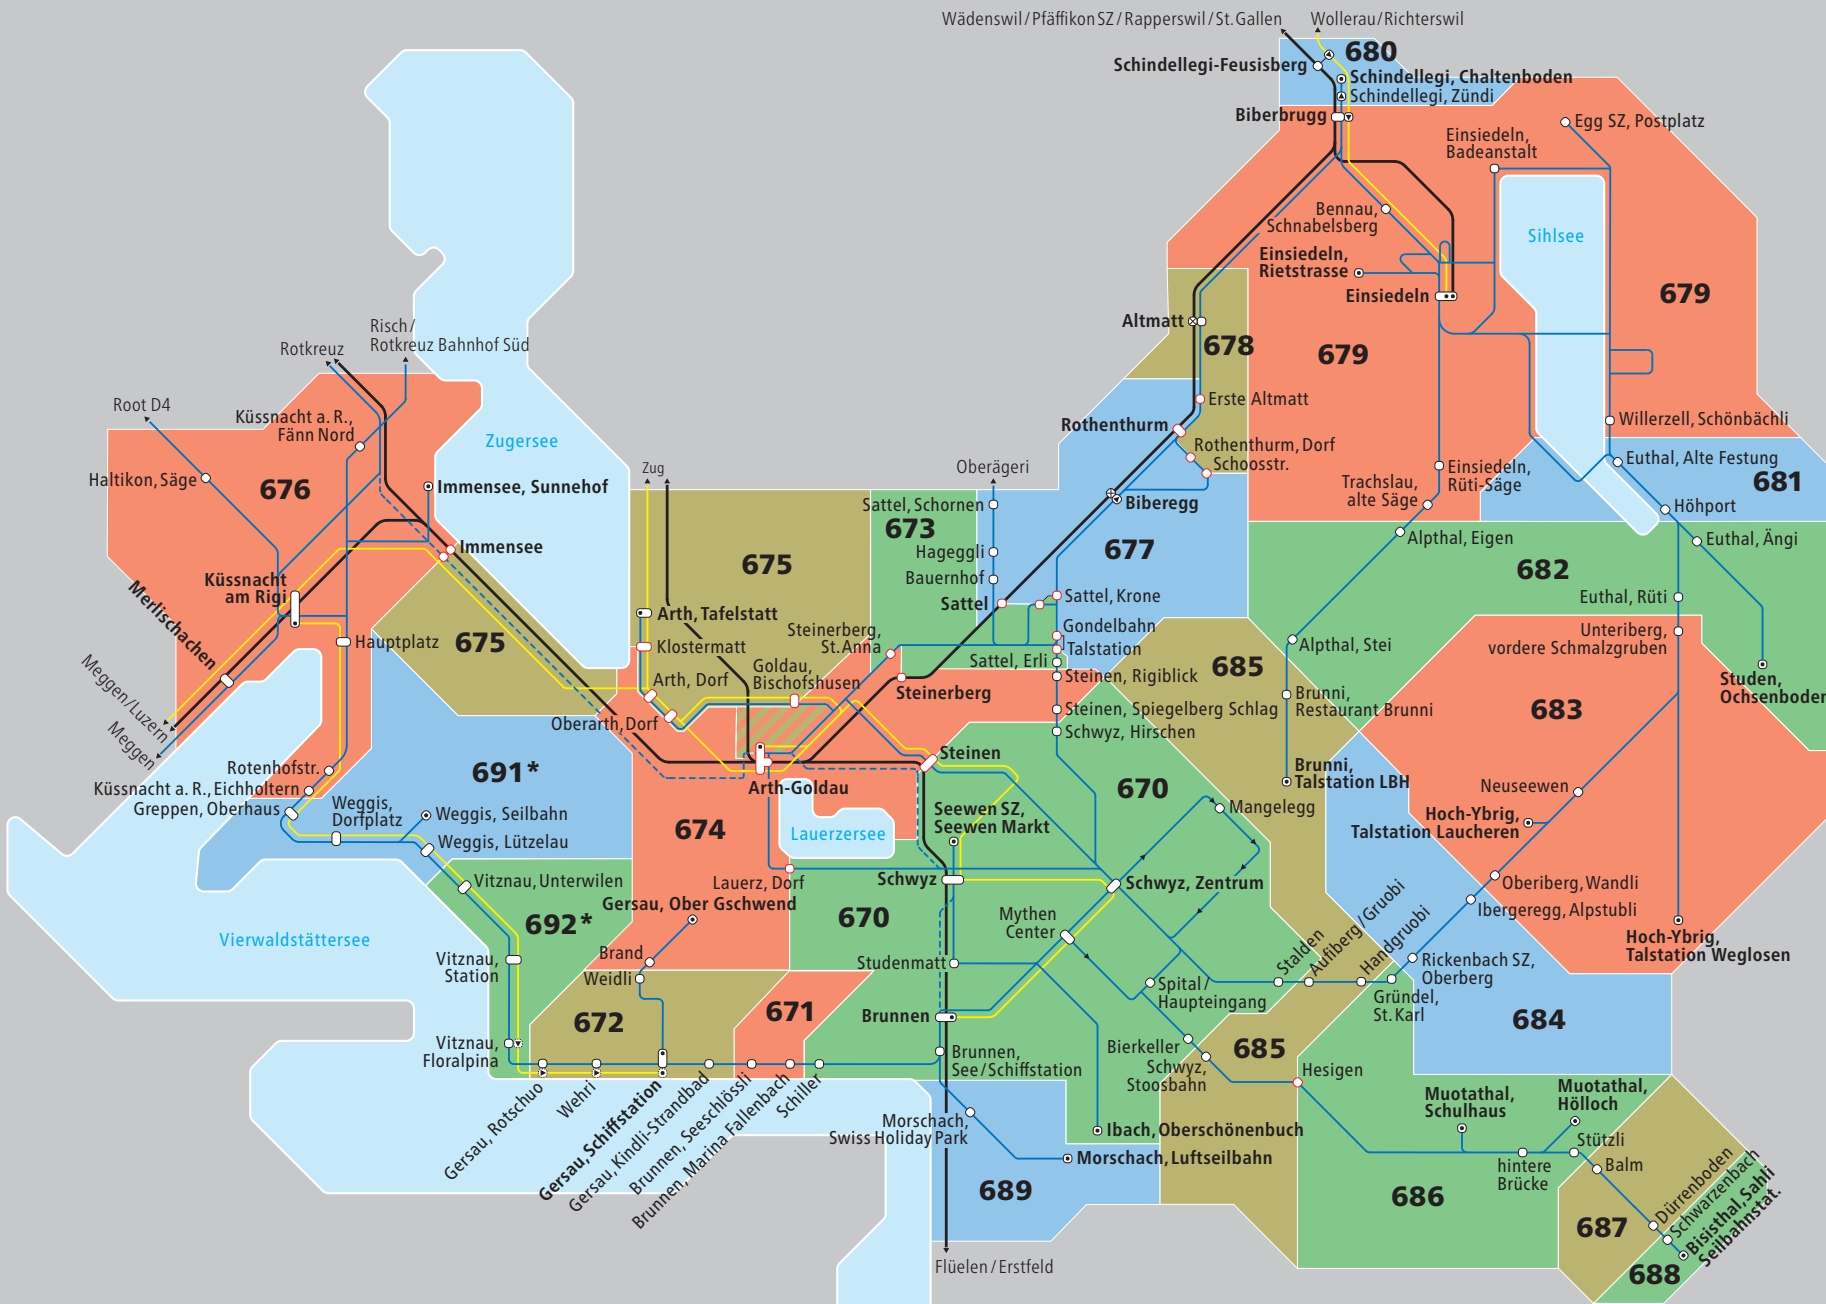 Wädenswil / Pfäffikon SZ / Rapperswil / St. Gallen
Wollerau / Richterswil
680
Schindellegi-Feusisberg
Schindellegi, Chaltenboden
Schindellegi, Zündi
Biberbrugg
Egg SZ, Postplatz
Einsiedeln,
Badeanstalt
Bennau,
Schnabelsberg
Sihlsee
Einsiedeln,
Rietstrasse
Einsiedeln
679
679
Altmatt
678
Risch /
Rotkreuz Bahnhof Süd
Rotkreuz
Root D4
Küssnacht a. R.,
Fänn Nord
Zugersee
Haltikon, Säge
676
Immensee, Sunnehof
Immensee
Küssnacht
am Rigi
Merlischachen
Hauptplatz
675
Meggen / Luzern
Meggen
Zug
675
673
Arth, Tafelstatt
Klostermatt
Arth, Dorf
Oberarth, Dorf
Steinerberg,
St. Anna
Goldau,
Bischofshusen
Steinerberg
Erste Altmatt
Rothenthurm
Rothenthurm, Dorf
Schoosstr.
Oberägeri
Sattel, Schornen
Hageggli
Bauernhof
Sattel
Biberegg
677
Sattel, Krone
Gondelbahn
Talstation
Sattel, Erli
Steinen, Rigiblick
Steinen, Spiegelberg Schlag
Schwyz, Hirschen
Willerzell, Schönbächli
Einsiedeln,
Rüti-Säge
Trachslau,
alte Säge
Euthal, Alte Festung
681
Höhport
Euthal, Ängi
Alpthal, Eigen
682
Euthal, Rüti
Alpthal, Stei
Unteriberg,
vordere Schmalzgruben
685
Brunni,
Restaurant Brunni
Brunni,
Talstation LBH
683
Studen,
Ochsenboden
Neuseewen
Hoch-Ybrig,
Talstation Laucheren
Oberiberg, Wandli
Ibergeregg, Alpstubli
Hoch-Ybrig,
Talstation Weglosen
Rotenhofstr.
Küssnacht a. R., Eichholtern
Greppen, Oberhaus
691*
Weggis,
Dorfplatz
Weggis, Seilbahn
Weggis, Lützelau
Vitznau, Unterwilen
692*
Vierwaldstättersee
Vitznau,
Station
Vitznau,
Floralpina
Arth-Goldau
674
Lauerzersee
Lauerz, Dorf
Gersau, Ober Gschwend
Brand
Weidli
672
671
Steinen
Seewen SZ,
Seewen Markt
670
Mangelegg
Schwyz
Schwyz, Zentrum
670
Mythen
Center
Studenmatt
Spital /
Haupteingang
Stalden
Aufiberg / Gruobi
Handgruobi
Rickenbach SZ,
Oberberg
Gründel,
St. Karl
684
Brunnen
Brunnen,
See / Schiffstation
Bierkeller
Schwyz,
Stoosbahn
685
Hesigen
Gersau, Rotschuo
Wehri
Gersau, Schiffstation
Gersau, Kindli-Strandbad
Brunnen, Seeschlössli
Brunnen, Marina Fallenbach
Schiller
Morschach,
Swiss Holiday Park
Ibach, Oberschönenbuch
Morschach, Luftseilbahn
689
Flüelen / Erstfeld
Muotathal,
Schulhaus
Muotathal,
Hölloch
Stützli
hintere
Brücke
Balm
686
687
Dürrenboden
Schwarzenbach
Bisisthal, Sahli
Seilbahnstat.
688